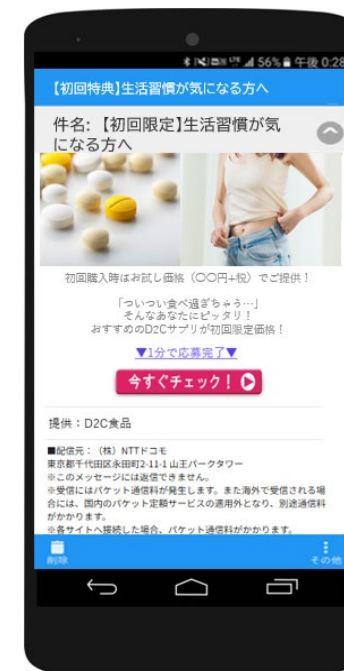 56% 午後 0:28
【初回特典】生活習慣が気になる方へ
件名: 【初回限定】生活習慣が気
になる方へ
初回購入時はお試し価格（〇〇円+税）でご提供！
「ついつい食べ過ぎちゃう…」
そんなあなたにピッタリ！
おすすめのD2Cサプリが初回限定価格！
▼1分で応募完了▼
今すぐチェック！
提供：D2C食品
■配信元：（株）NTTドコモ
東京都千代田区永田町2-11-1 山王パークタワー
※このメッセージには返信できません。
※受信にはパケット通信料が発生します。また海外で受信される場
合には、国内のパケット定額サービスの適用外となり、別途通信料
がかかります。
※各サイトへ接続した場合、パケット通信料がかかります。
削除 その他